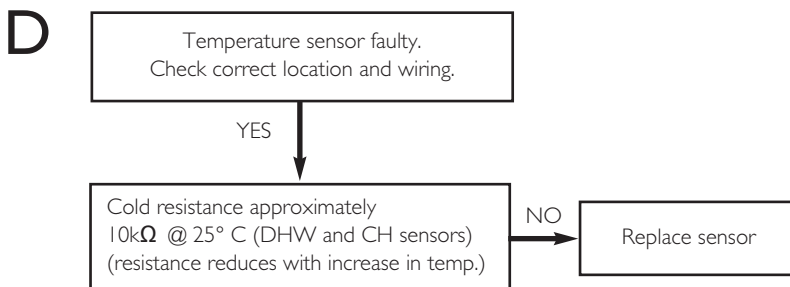 D
Temperature sensor faulty.
Check correct location and wiring.
YES
Cold resistance approximately
10kΩ @ 25° C (DHW and CH sensors)
(resistance reduces with increase in temp.)
NO
Replace sensor